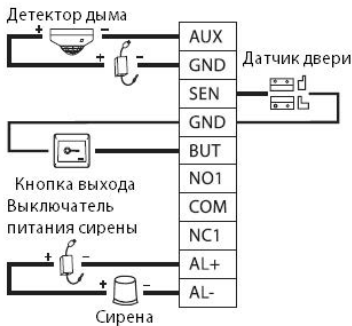 Детектор дыма
+ −
AUX
GND
+ −
Датчик двери
SEN
GND
BUT
Кнопка выхода
NO1
Выключатель
питания сирены
COM
NC1
+ −
AL+
+ −
AL-
Сирена